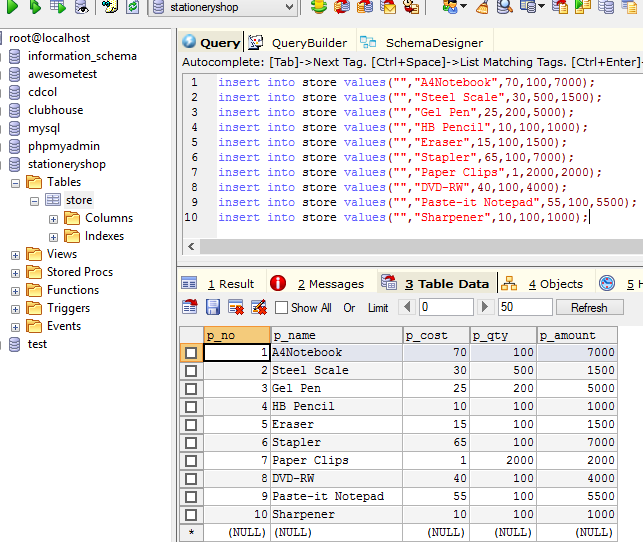 stationeryshop
root@localhost
information_schema
awesometest
cdcol
clubhouse
mysql
phpmyadmin
stationeryshop
Tables
store
Columns
Indexes
Views
Stored Procs
Functions
Triggers
Events
test
Query QueryBuilder SchemaDesigner
Autocomplete: [Tab]->Next Tag. [Ctrl+Space]->List Matching Tags. [Ctrl+Enter]-
1 insert into store values("","A4Notebook",70,100,7000);
2 insert into store values("","Steel Scale",30,500,1500);
3 insert into store values("","Gel Pen",25,200,5000);
4 insert into store values("","HB Pencil",10,100,1000);
5 insert into store values("","Eraser",15,100,1500);
6 insert into store values("","Stapler",65,100,7000);
7 insert into store values("","Paper Clips",1,2000,2000);
8 insert into store values("","DVD-RW",40,100,4000);
9 insert into store values("","Paste-it Notepad",55,100,5500);
10 insert into store values("","Sharpener",10,100,1000);
1 Result 2 Messages 3 Table Data 4 Objects 5 H
Show All Or Limit 0 50 Refresh
p_no p_name p_cost p_qty p_amount
1 A4Notebook 70 100 7000
2 Steel Scale 30 500 1500
3 Gel Pen 25 200 5000
4 HB Pencil 10 100 1000
5 Eraser 15 100 1500
6 Stapler 65 100 7000
7 Paper Clips 1 2000 2000
8 DVD-RW 40 100 4000
9 Paste-it Notepad 55 100 5500
10 Sharpener 10 100 1000
* (NULL) (NULL) (NULL) (NULL) (NULL)